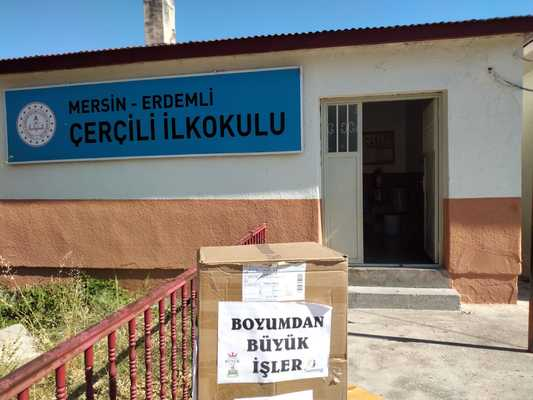 MERSİN - ERDEMLİ
ÇERÇİLİ İLKOKULU
BOYUMDAN
BÜYÜK
İŞLER